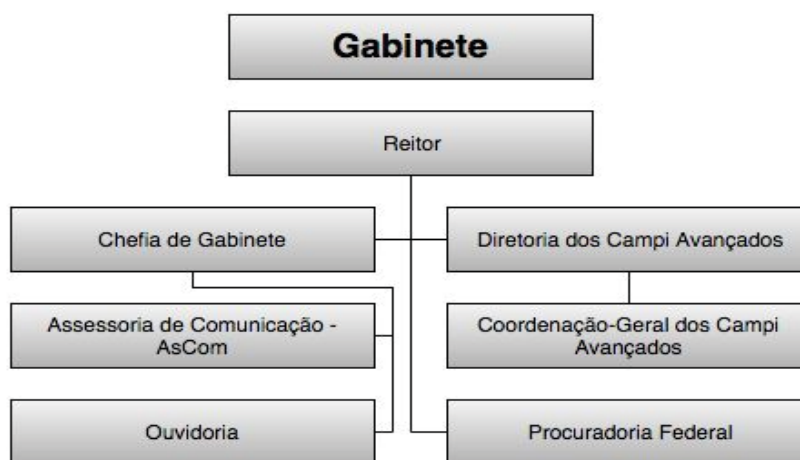 Gabinete
Reitor
Chefia de Gabinete
Diretoria dos Campi Avançados
Assessoria de Comunicação -
AsCom
Coordenação-Geral dos Campi
Avançados
Ouvidoria
Procuradoria Federal